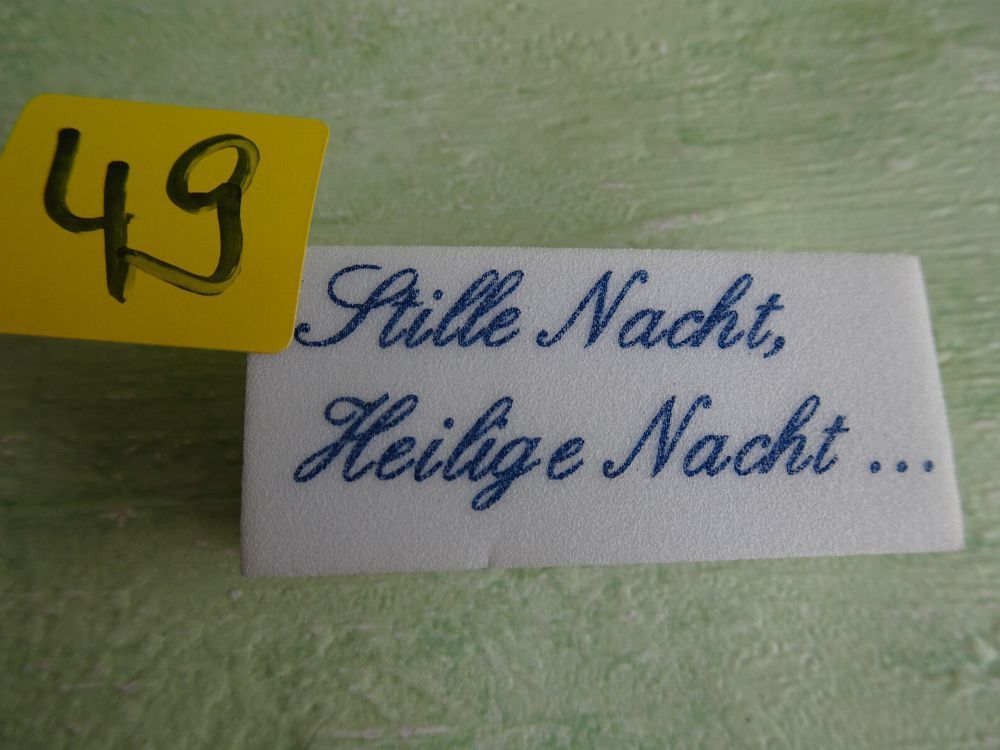 49
Stille Nacht,
Heilige Nacht ...